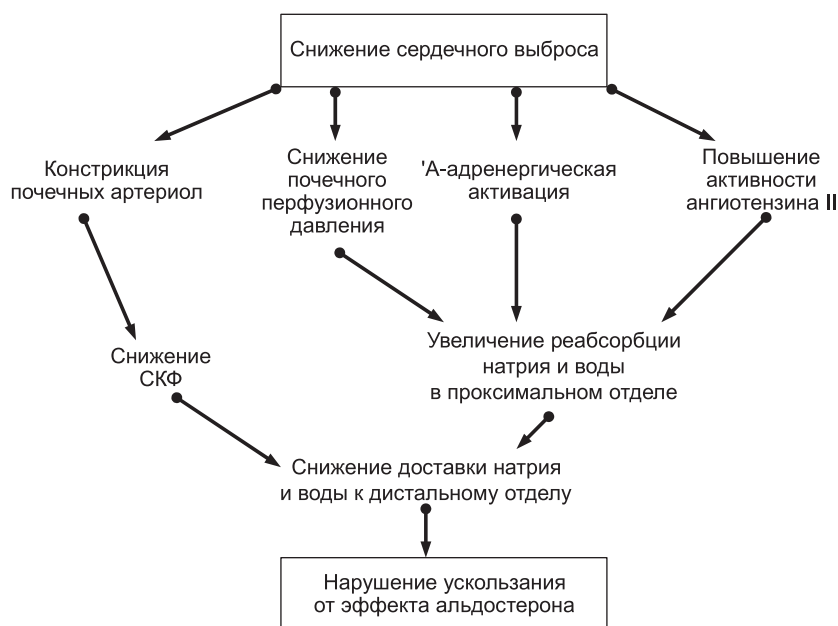 Снижение сердечного выброса
Констрикция
почечных артериол
Снижение
почечного
перфузионного
давления
'А-адренергическая
активация
Повышение
активности
ангиотензина II
Снижение
СКФ
Увеличение реабсорбции
натрия и воды
в проксимальном отделе
Снижение доставки натрия
и воды к дистальному отделу
Нарушение ускользания
от эффекта альдостерона